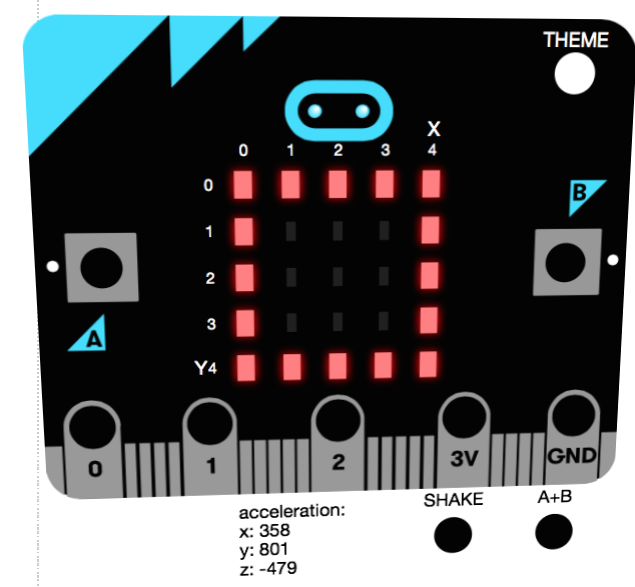 THEME
X
0 1 2 3 4
0
B
1
2
3
A
Y4
0 1 2 3V GND
SHAKE A+B
acceleration:
x: 358
y: 801
z: -479